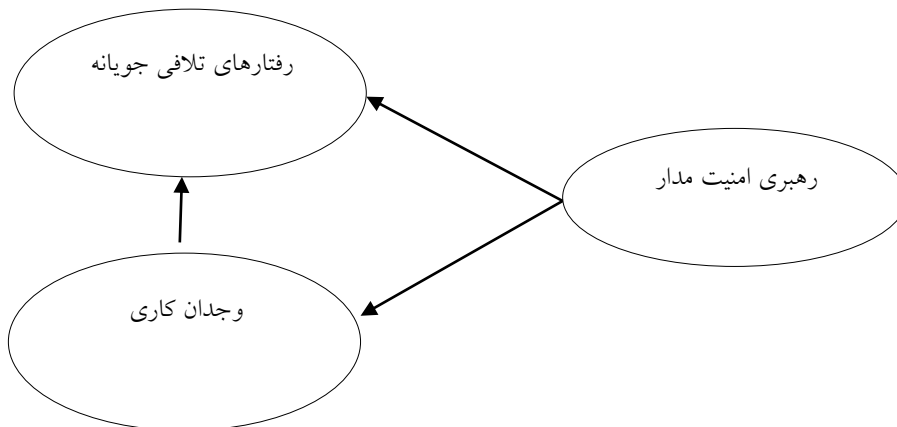 رفتارهای تلافی جویانه
رهبری امنیت مدار
وجدان کاری